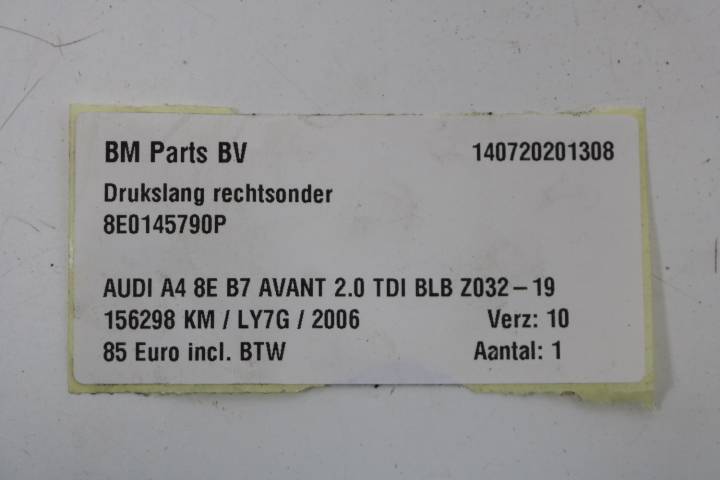 BM Parts BV 140720201308
Drukslang rechtsonder
8E0145790P
AUDI A4 8E B7 AVANT 2.0 TDI BLB Z032-19
156298 KM / LY7G / 2006 Verz: 10
85 Euro incl. BTW Aantal: 1